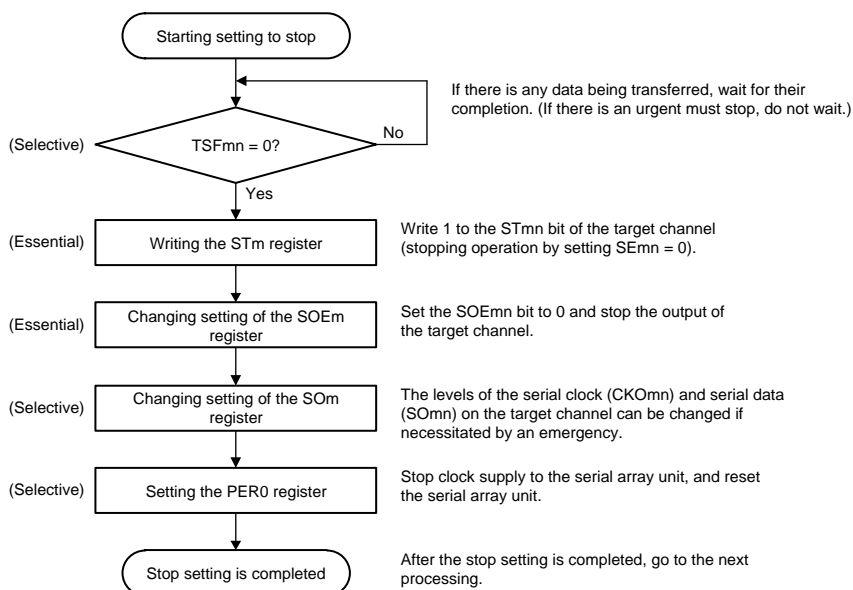 Starting setting to stop
If there is any data being transferred, wait for their
completion. (If there is an urgent must stop, do not wait.)
(Selective)
TSFmn = 0?
No
Yes
(Essential)
Writing the STm register
Write 1 to the STmn bit of the target channel
(stopping operation by setting SEmn = 0).
(Essential)
Changing setting of the SOEm
register
Set the SOEmn bit to 0 and stop the output of
the target channel.
(Selective)
Changing setting of the SOm
register
The levels of the serial clock (CKOmn) and serial data
(SOmn) on the target channel can be changed if
necessitated by an emergency.
(Selective)
Setting the PER0 register
Stop clock supply to the serial array unit, and reset
the serial array unit.
Stop setting is completed
After the stop setting is completed, go to the next
processing.